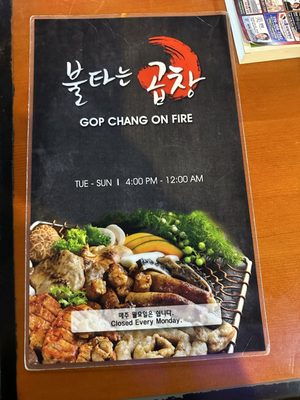 불타는 곱창
GOP CHANG ON FIRE
TUE - SUN I 4:00 PM - 12:00 AM
매주 월요일은 쉽니다.
Closed Every Monday.